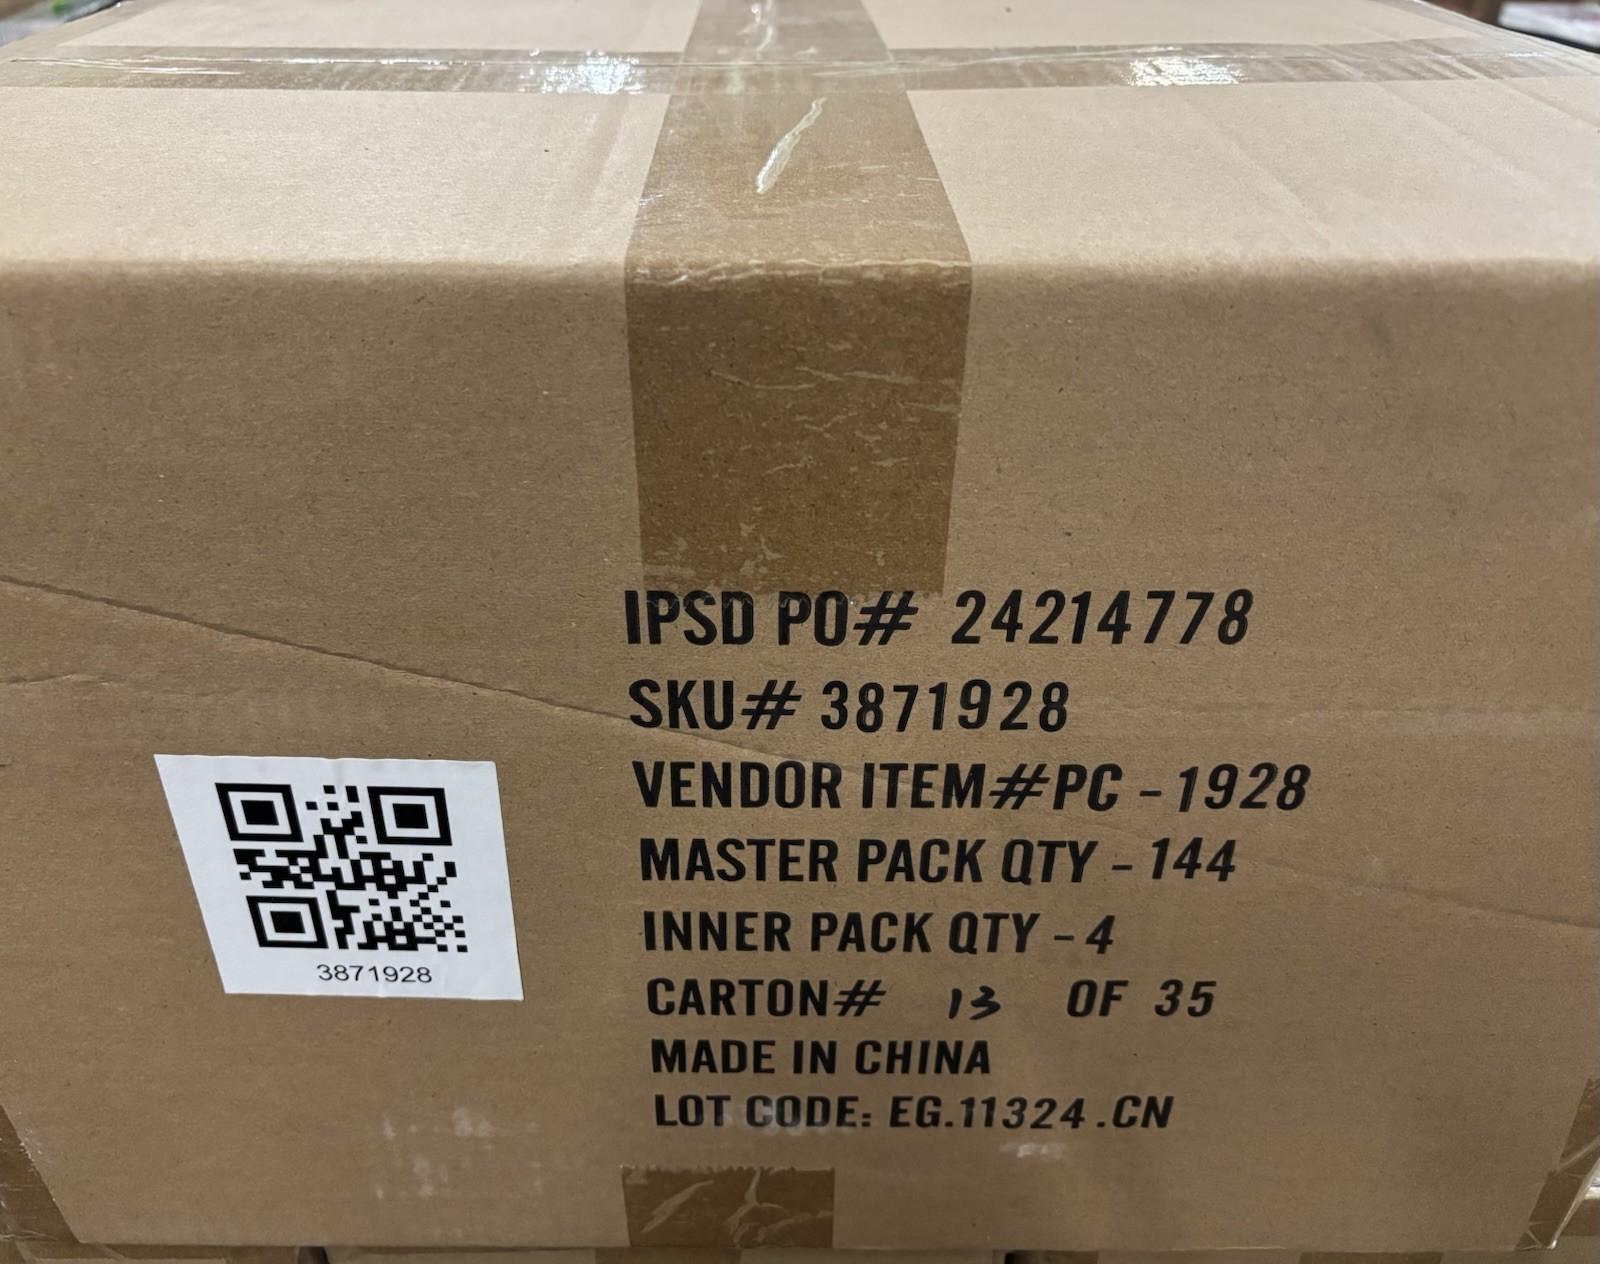 IPSD PO# 24214778
SKU# 3871928
VENDOR ITEM#PC-1928
MASTER PACK QTY-144
INNER PACK QTY-4
CARTON# 13 OF 35
MADE IN CHINA
LOT CODE: EG.11324.CN
3871928